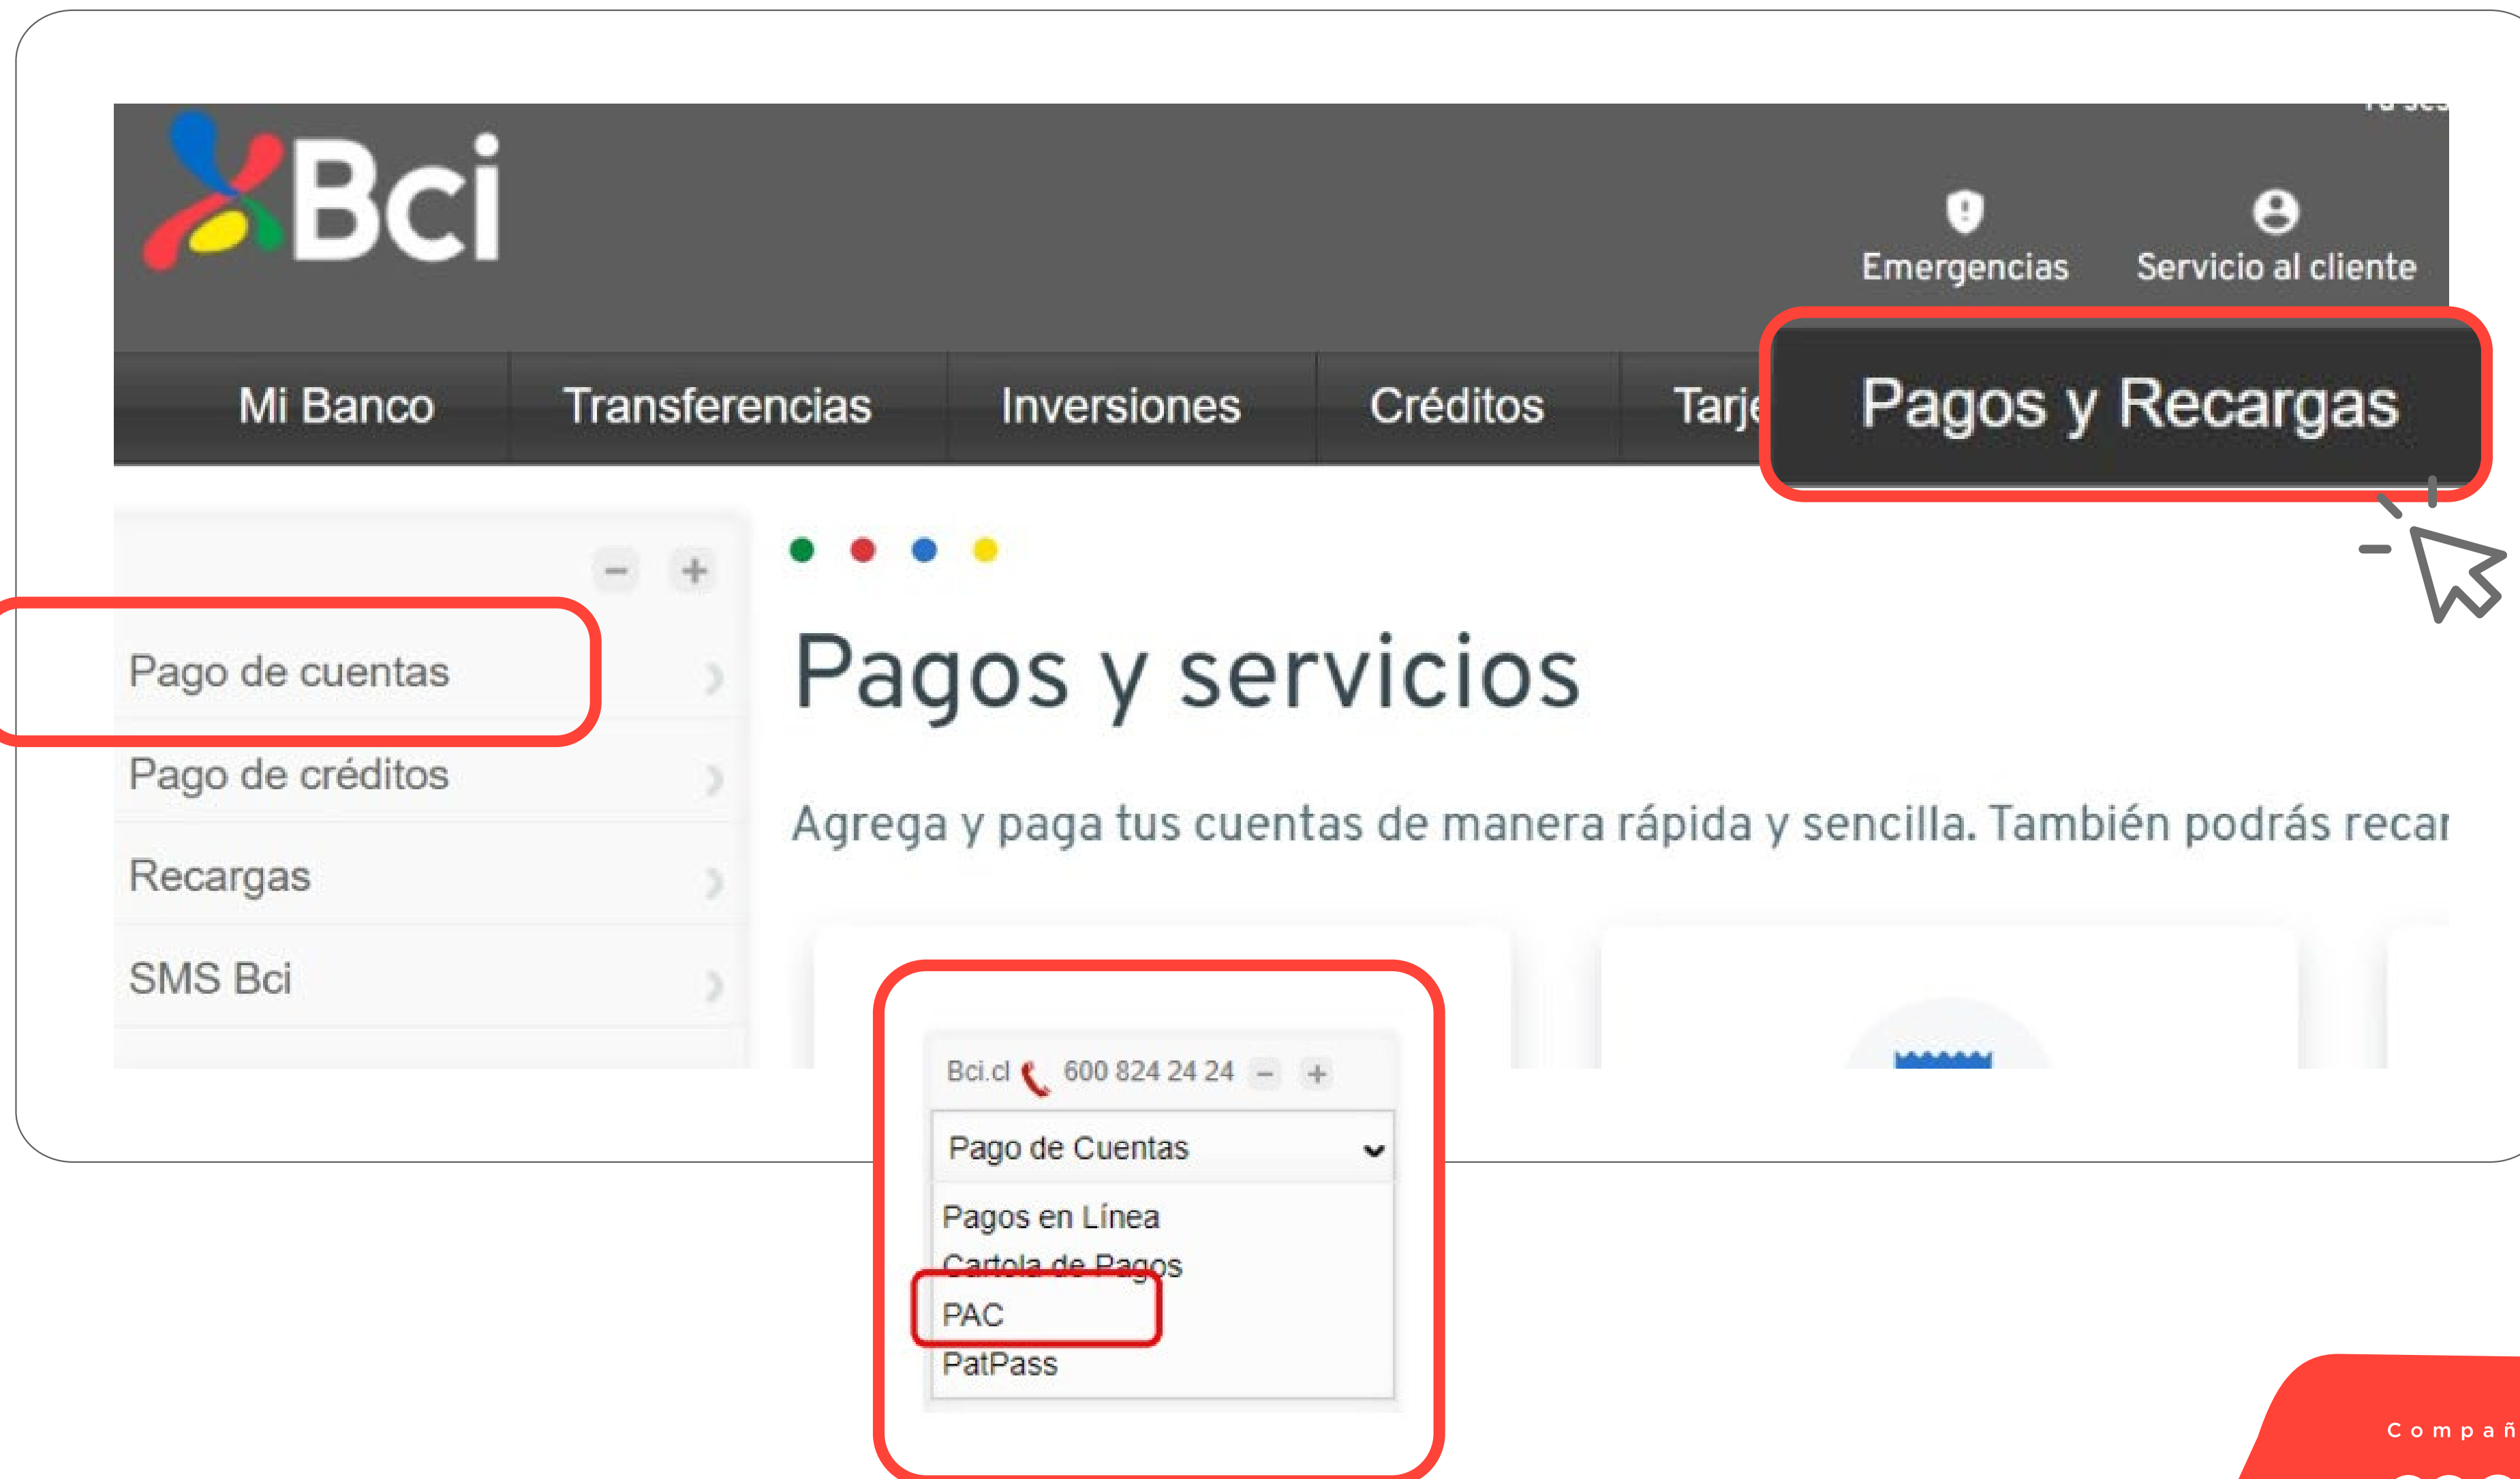 Bci
Emergencias
Servicio al cliente
Mi Banco
Transferencias
Inversiones
Créditos
Pagos y Recargas
Pago de cuentas
Pago de créditos
Recargas
SMS Bci
Pagos y servicios
Agrega y paga tus cuentas de manera rápida y sencilla. También podrás
Bci.cl 600 824 24 24
Pago de Cuentas
Pagos en Línea
Cartola de Pagos
PAC
PatPass